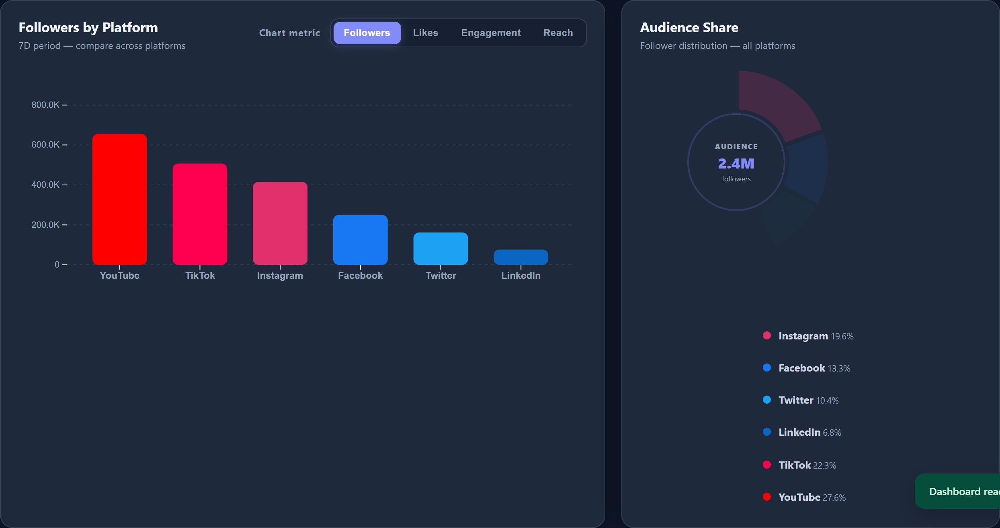 Followers by Platform
7D period — compare across platforms
Chart metric
Followers
Likes
Engagement
Reach
800.0K
600.0K
400.0K
200.0K
0
YouTube
TikTok
Instagram
Facebook
Twitter
LinkedIn
Audience Share
Follower distribution — all platforms
AUDIENCE
2.4M
followers
Instagram 19.6%
Facebook 13.3%
Twitter 10.4%
LinkedIn 6.8%
TikTok 22.3%
YouTube 27.6%
Dashboard